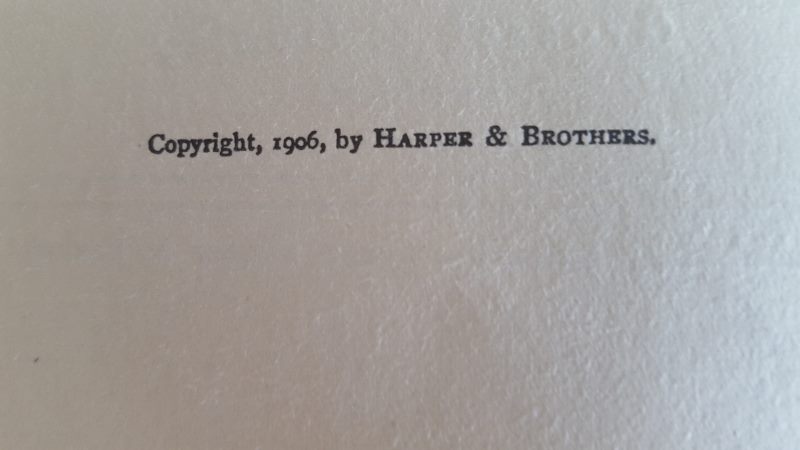 Copyright, 1906, by HARPER & BROTHERS.